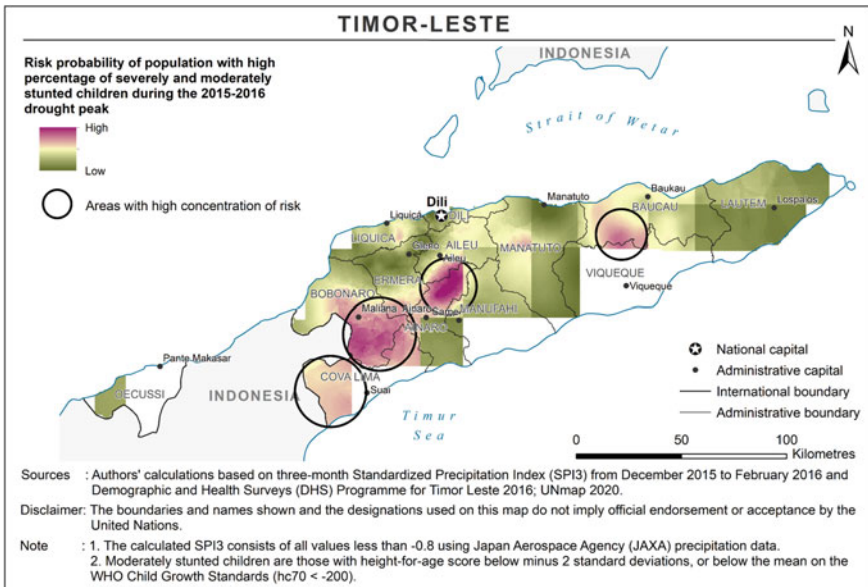 TIMOR-LESTE
INDONESIA
N
Risk probability of population with high
percentage of severely and moderately
stunted children during the 2015-2016
drought peak
High
Low
Areas with high concentration of risk
Strait of Wetar
Dili
DILI
Liquiçá
LIQUICA
Gleno
AILEU
Aileu
ERMERA
Manatuto
MANATUTO
Baukau
BAUCAU
LAUTEM
Lospalos
VIQUEQUE
Viqueque
BOBONARO
Maliana
Ainaro
Same
MANUFAHI
AINARO
COVA LIMA
Suai
Pante Makasar
OECUSSI
INDONESIA
Timur
Sea
National capital
Administrative capital
International boundary
Administrative boundary
0 50 100
Kilometres
Sources : Authors' calculations based on three-month Standardized Precipitation Index (SPI3) from December 2015 to February 2016 and
Demographic and Health Surveys (DHS) Programme for Timor Leste 2016; UNmap 2020.
Disclaimer: The boundaries and names shown and the designations used on this map do not imply official endorsement or acceptance by the
United Nations.
Note : 1. The calculated SPI3 consists of all values less than -0.8 using Japan Aerospace Agency (JAXA) precipitation data.
2. Moderately stunted children are those with height-for-age score below minus 2 standard deviations, or below the mean on the
WHO Child Growth Standards (hc70 < -200).